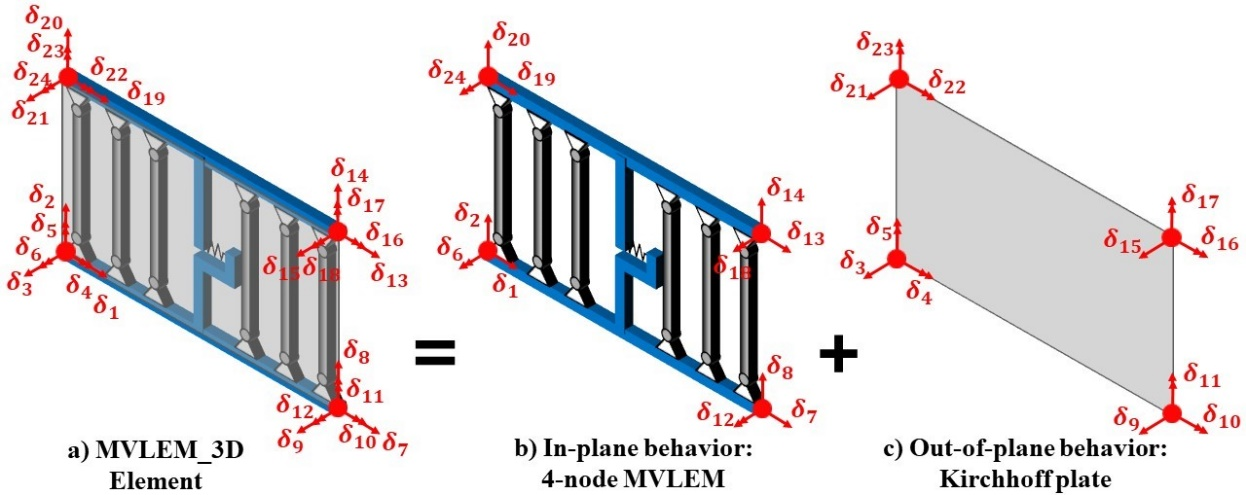 δ20
δ23
δ22
δ24
δ19
δ21
δ14
δ17
δ16
δ15
δ18
δ13
δ2
δ5
δ6
δ3
δ4
δ1
δ8
δ11
δ12
δ9
δ10
δ7
a) MVLEM_3D
Element
=
δ20
δ24
δ19
δ14
δ13
δ18
δ2
δ6
δ1
δ8
δ12
δ7
b) In-plane behavior:
4-node MVLEM
+
δ23
δ22
δ21
δ17
δ16
δ15
δ5
δ3
δ4
δ11
δ9
δ10
c) Out-of-plane behavior:
Kirchhoff plate